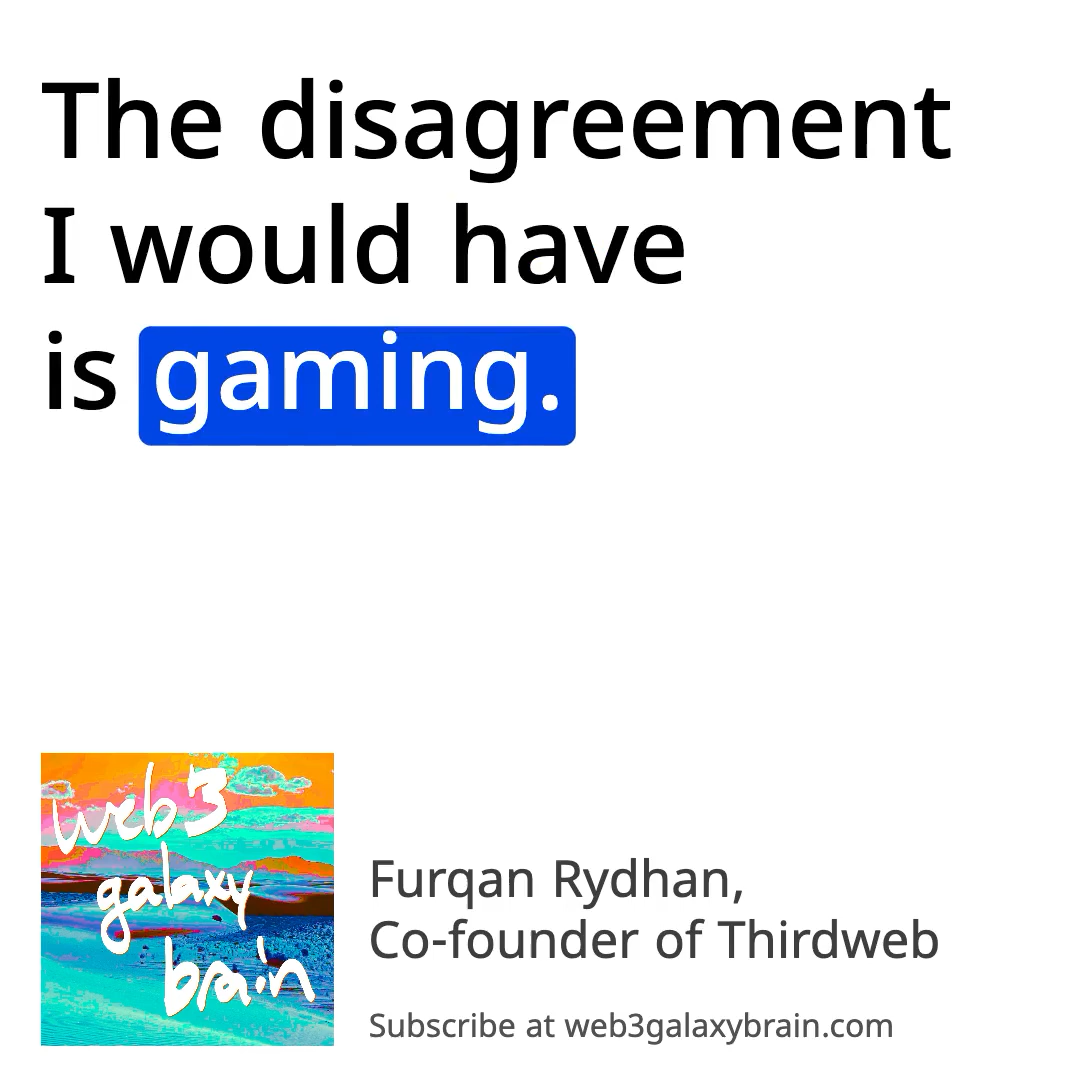 The disagreement
I would have
is gaming.
web3
galaxy
brain
Furqan Rydhan,
Co-founder of Thirdweb
Subscribe at web3galaxybrain.com